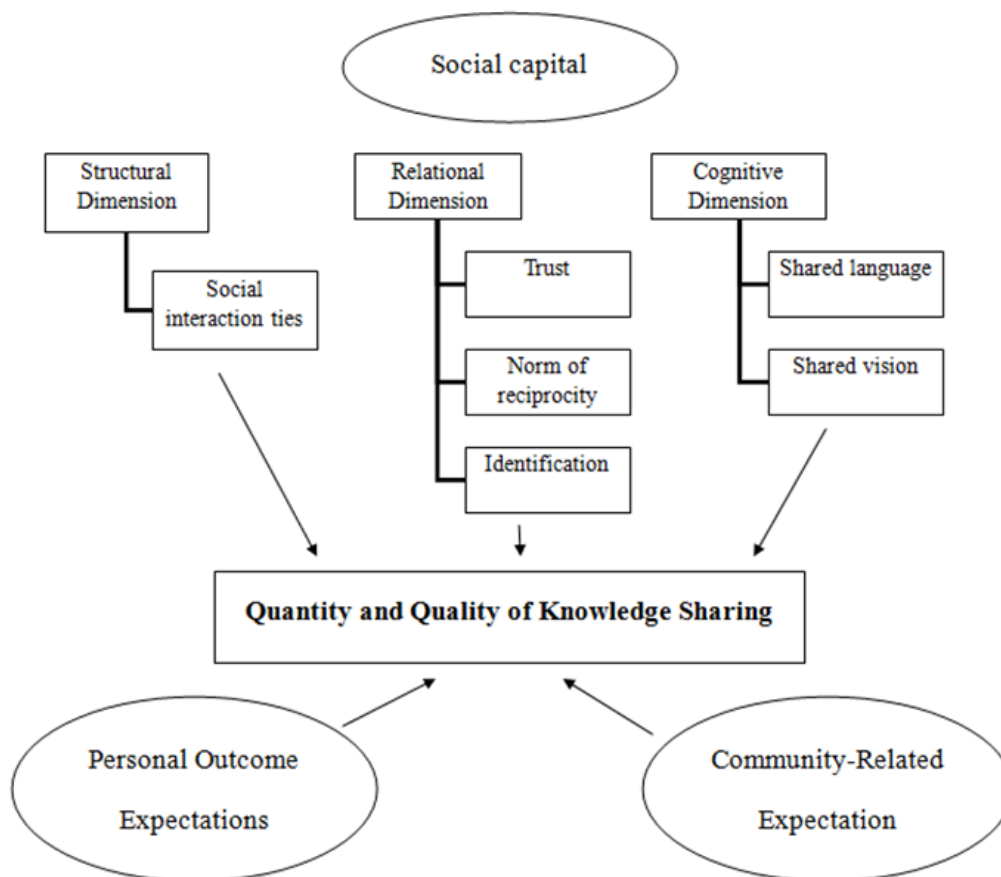 Social capital
Structural
Dimension
Relational
Dimension
Cognitive
Dimension
Social
interaction ties
Trust
Norm of
reciprocity
Identification
Shared language
Shared vision
Quantity and Quality of Knowledge Sharing
Personal Outcome
Expectations
Community-Related
Expectation